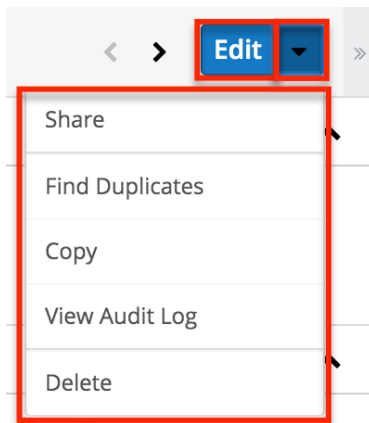 Edit
Share
Find Duplicates
Copy
View Audit Log
Delete